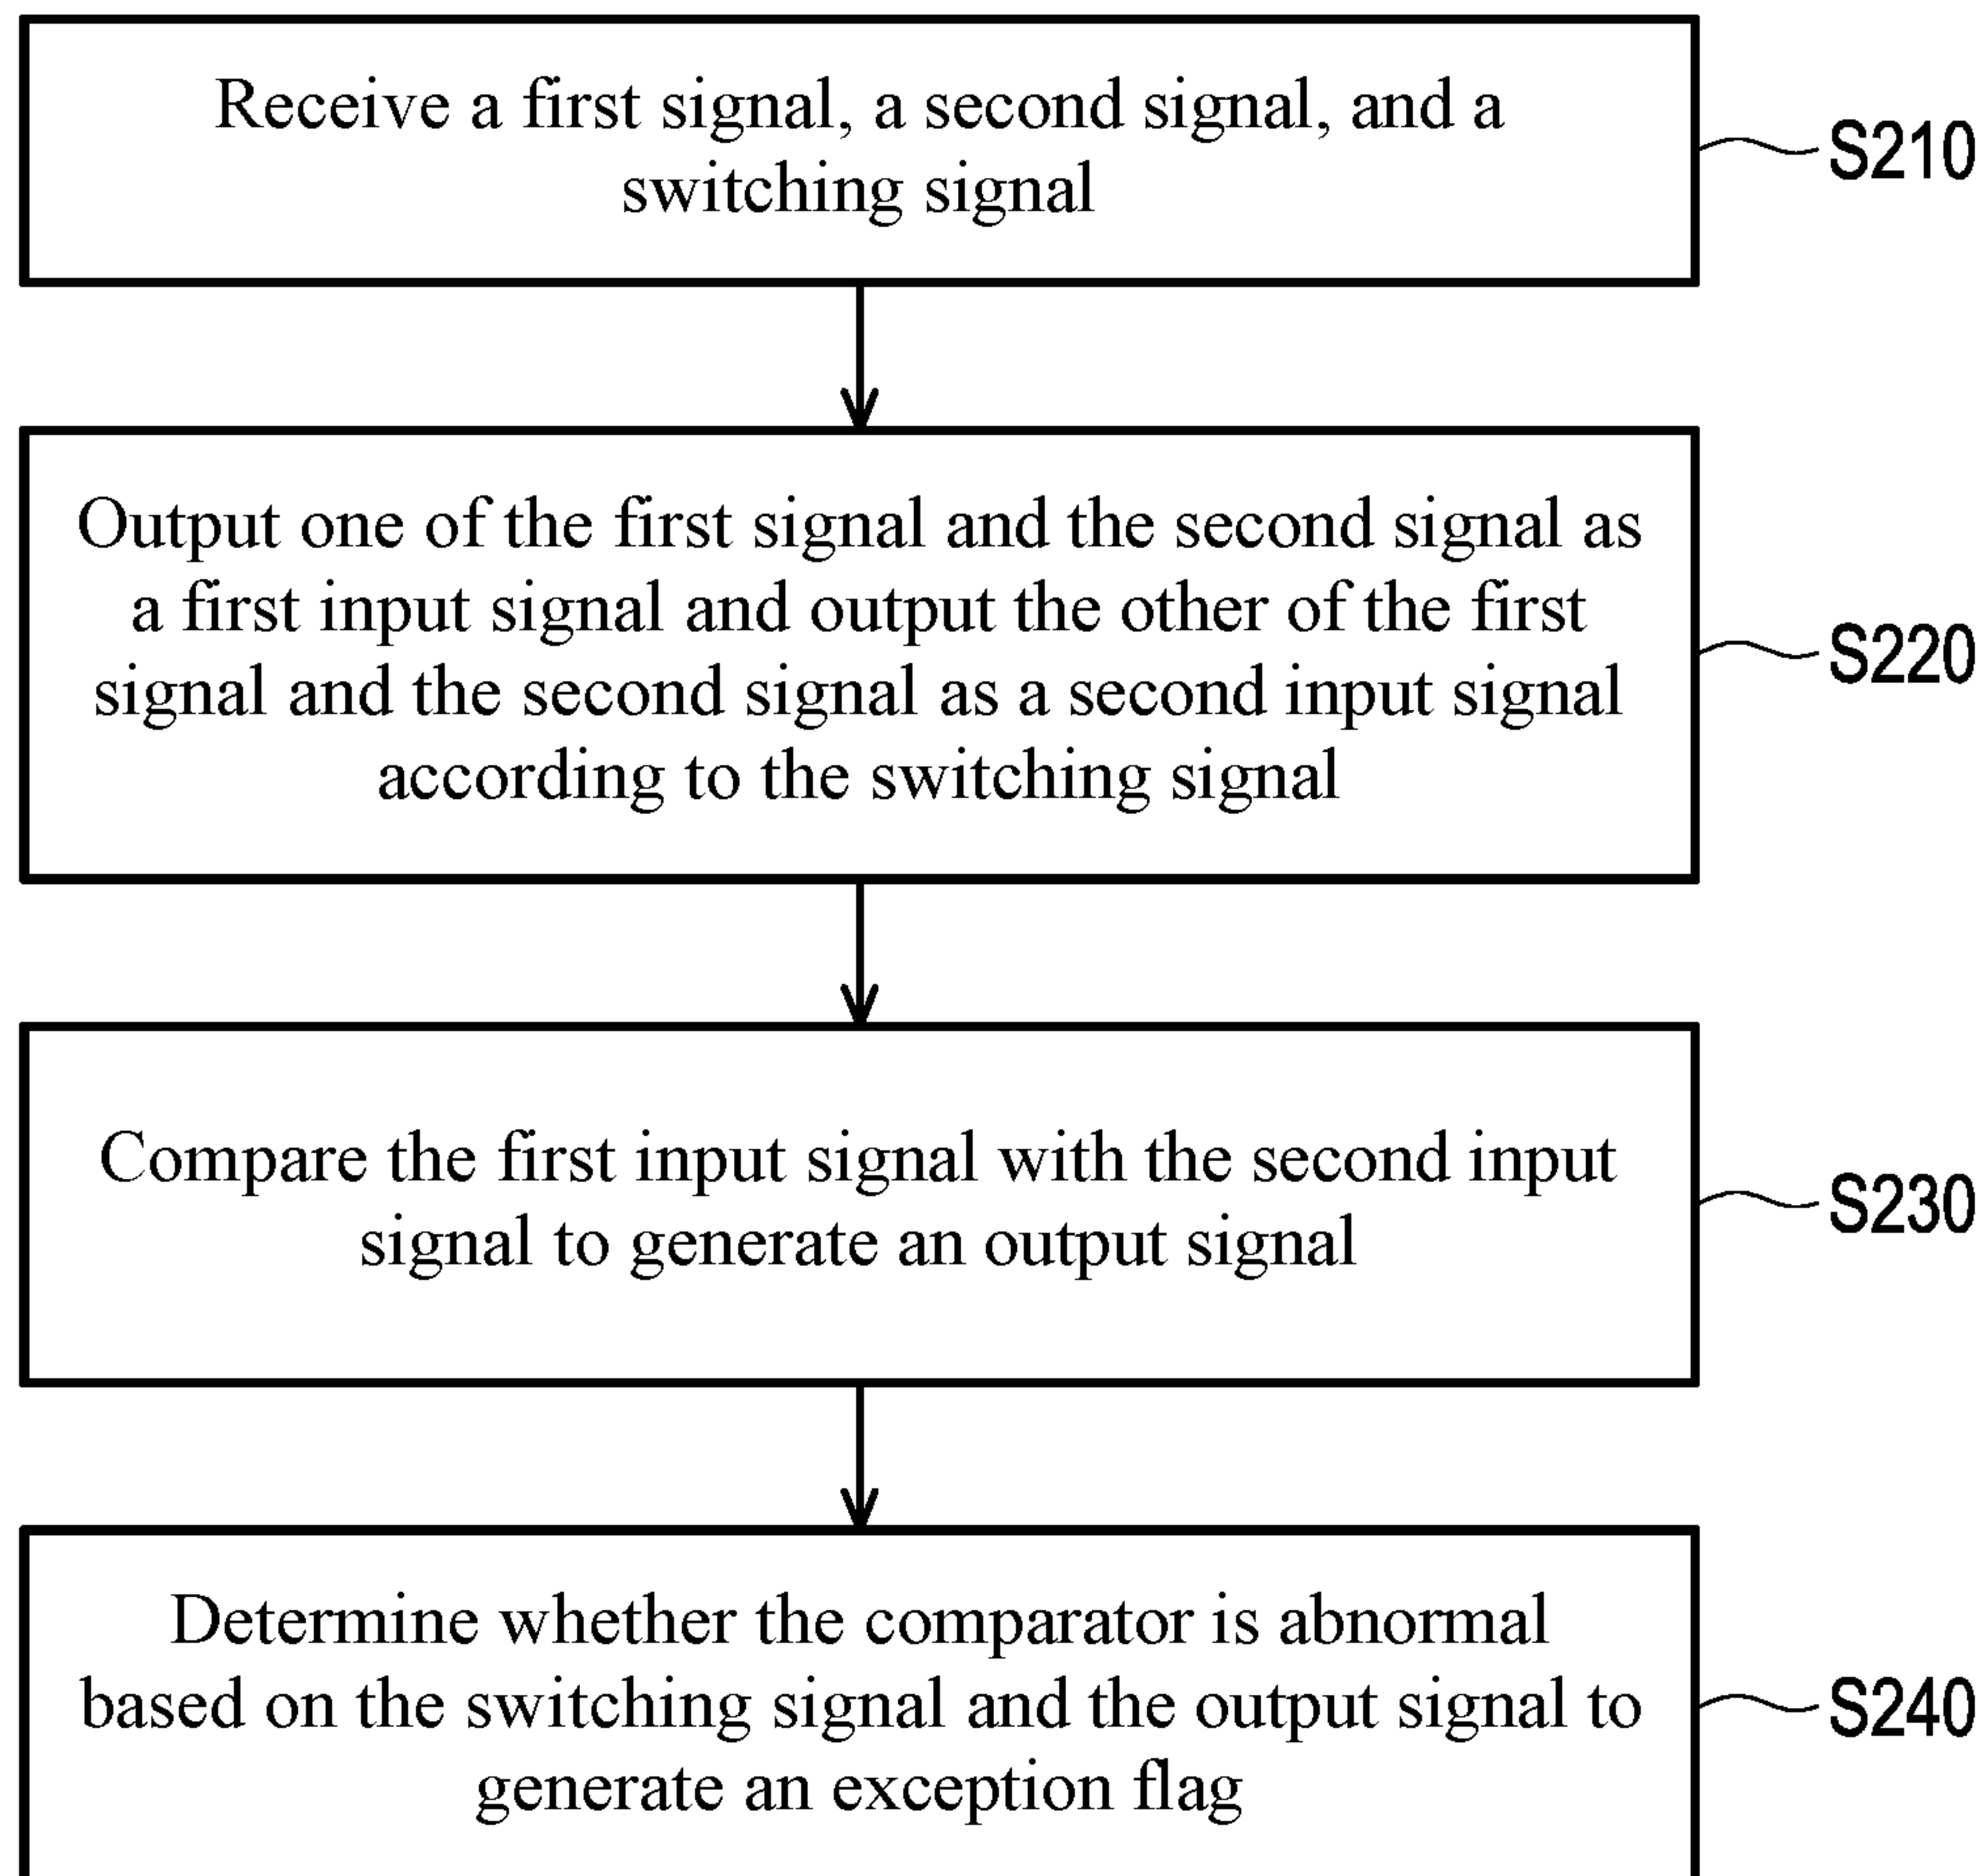 Receive a first signal, a second signal, and a
switching signal
S210
Output one of the first signal and the second signal as
a first input signal and output the other of the first
signal and the second signal as a second input signal
according to the switching signal
S220
Compare the first input signal with the second input
signal to generate an output signal
S230
Determine whether the comparator is abnormal
based on the switching signal and the output signal to
generate an exception flag
S240